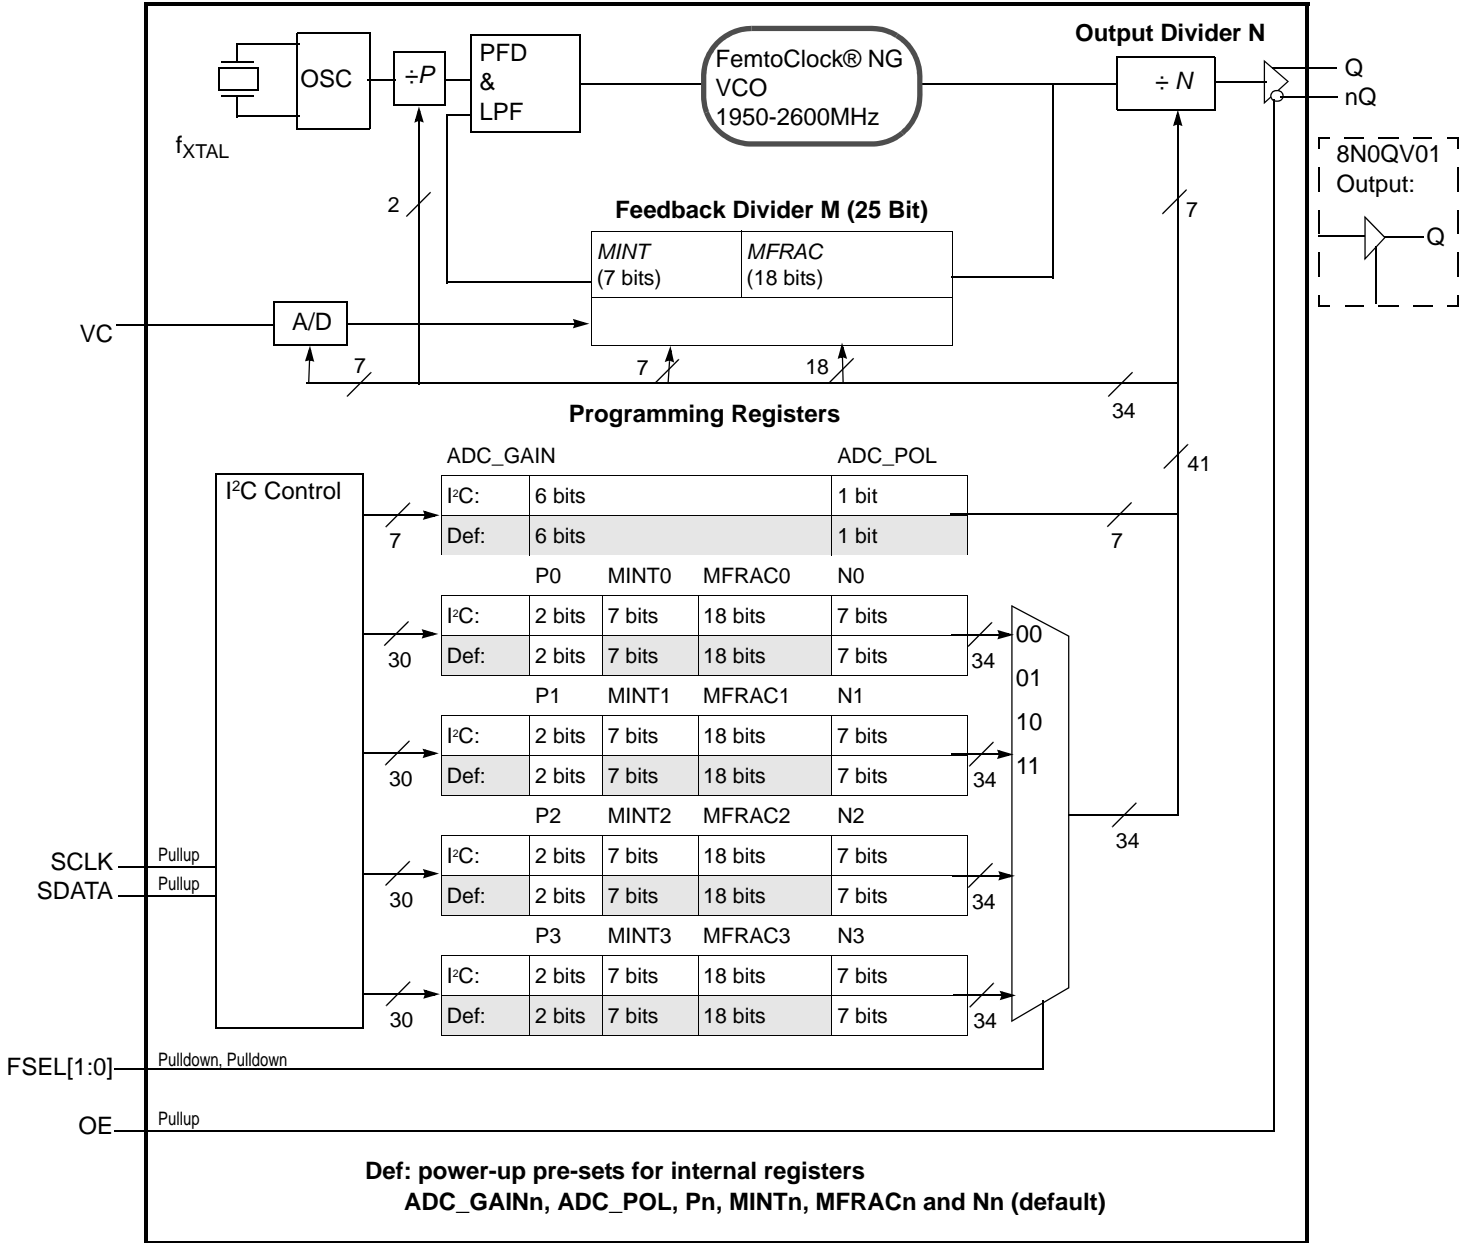 Output Divider N
PFD
&
LPF
OSC
÷P
FemtoClock® NG
VCO
1950-2600MHz
÷ N
Q
nQ
fXTAL
8N0QV01
Output:
Q
2
7
Feedback Divider M (25 Bit)
MINT
(7 bits)
MFRAC
(18 bits)
VC
A/D
7
7
18
34
Programming Registers
41
ADC_GAIN ADC_POL
I²C Control
I²C: 6 bits 1 bit
Def: 6 bits 1 bit
7
7
P0 MINT0 MFRAC0 N0
I²C: 2 bits 7 bits 18 bits 7 bits
Def: 2 bits 7 bits 18 bits 7 bits
30
34
00
01
10
11
P1 MINT1 MFRAC1 N1
I²C: 2 bits 7 bits 18 bits 7 bits
Def: 2 bits 7 bits 18 bits 7 bits
30
34
P2 MINT2 MFRAC2 N2
34
SCLK Pullup
SDATA Pullup
I²C: 2 bits 7 bits 18 bits 7 bits
Def: 2 bits 7 bits 18 bits 7 bits
30
34
P3 MINT3 MFRAC3 N3
I²C: 2 bits 7 bits 18 bits 7 bits
Def: 2 bits 7 bits 18 bits 7 bits
30
34
FSEL[1:0] Pulldown, Pulldown
OE Pullup
Def: power-up pre-sets for internal registers
ADC_GAINn, ADC_POL, Pn, MINTn, MFRACn and Nn (default)